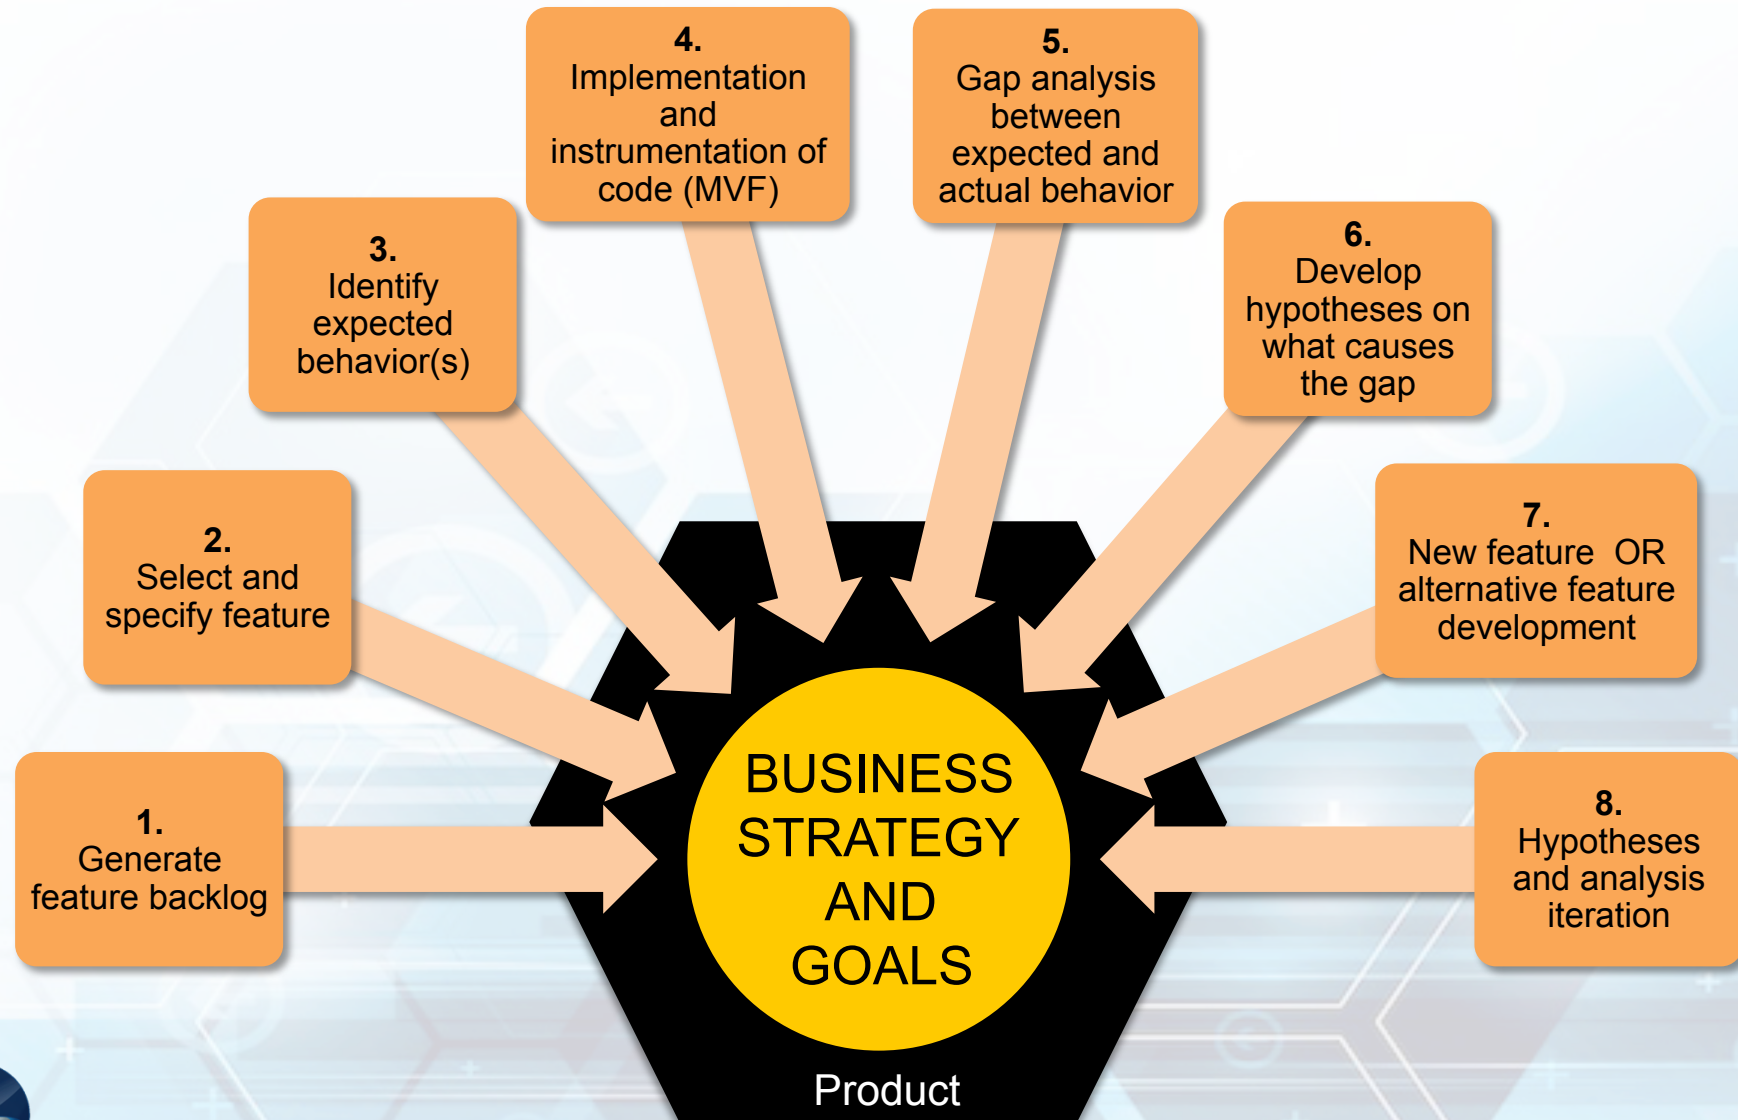 1.
Generate
feature backlog
2.
Select and
specify feature
3.
Identify
expected
behavior(s)
4.
Implementation
and
instrumentation of
code (MVF)
5.
Gap analysis
between
expected and
actual behavior
6.
Develop
hypotheses on
what causes
the gap
7.
New feature  OR
alternative feature
development
8.
Hypotheses
and analysis
iteration
BUSINESS
STRATEGY
AND
GOALS
Product